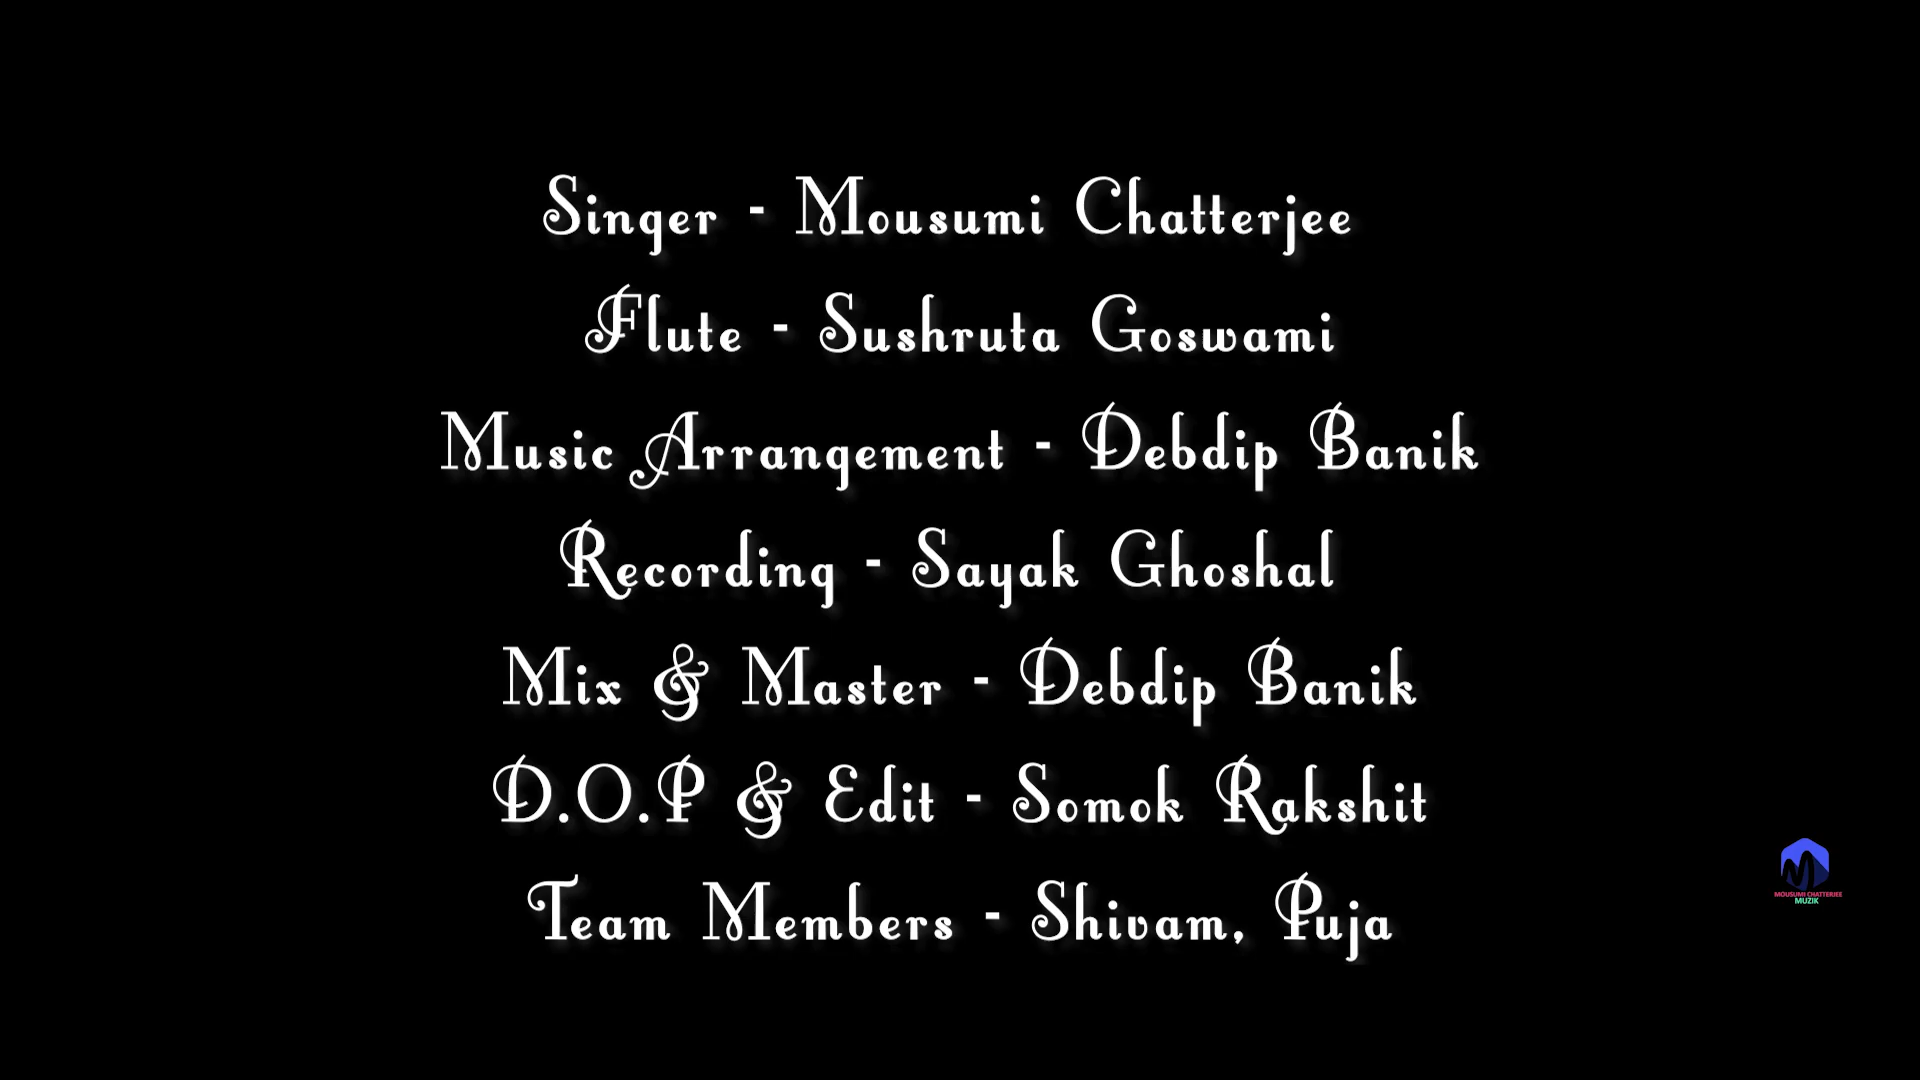 Singer - Mousumi Chatterjee
Flute - Sushruta Goswami
Music Arrangement - Debdip Banik
Recording - Sayak Ghoshal
Mix & Master - Debdip Banik
D.O.P & Edit - Somok Rakshit
Team Members - Shivam, Puja
MOUSUMI CHATTERJEE
MUZIK